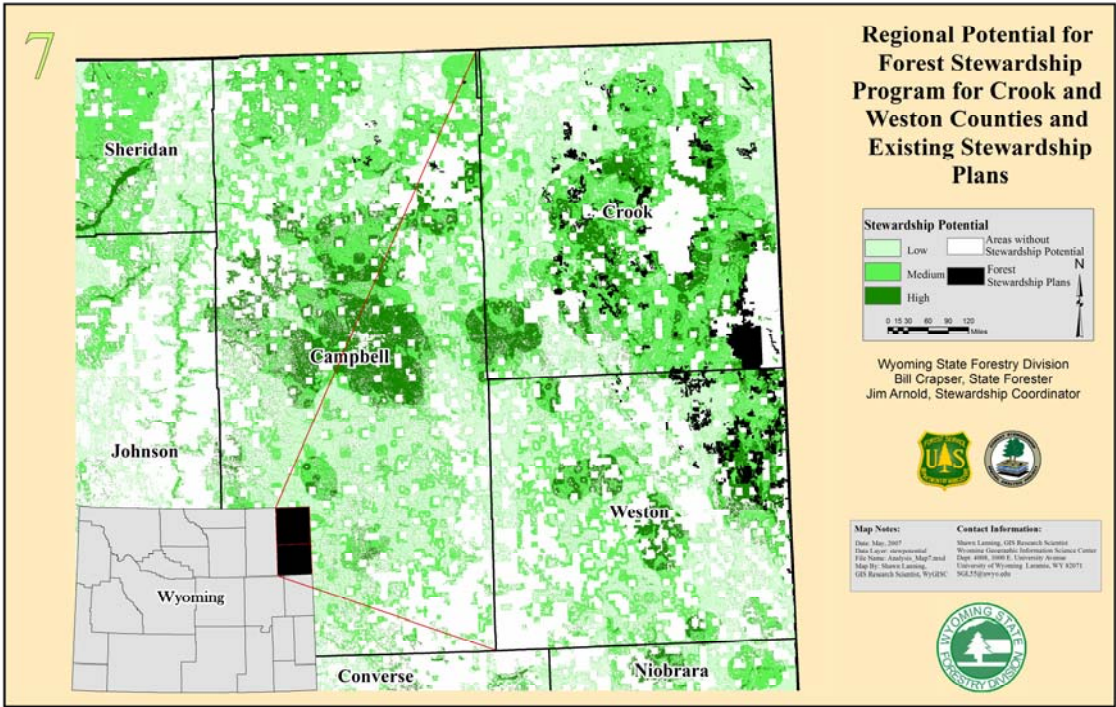 7
Regional Potential for
Forest Stewardship
Program for Crook and
Weston Counties and
Existing Stewardship
Plans
Sheridan
Crook
Campbell
Johnson
Weston
Wyoming
Converse
Niobrara
Stewardship Potential
Low
Medium
High
Areas without
Stewardship Potential
Forest
Stewardship Plans
N
0 15 30 60 90 120
Miles
Wyoming State Forestry Division
Bill Crapser, State Forester
Jim Arnold, Stewardship Coordinator
FOREST SERVICE
U S
DEPARTMENT OF AGRICULTURE
Map Notes:
Date: May, 2007
Data Layer: stewpotential
File Name: Analysis_Map7.mxd
Map By: Shawn Lanning,
GIS Research Scientist, WyGISC
Contact Information:
Shawn Lanning, GIS Research Scientist
Wyoming Geographic Information Science Center
Dept. 4008, 1000 E. University Avenue
University of Wyoming Laramie, WY 82071
WYOMING STATE
FORESTRY DIVISION